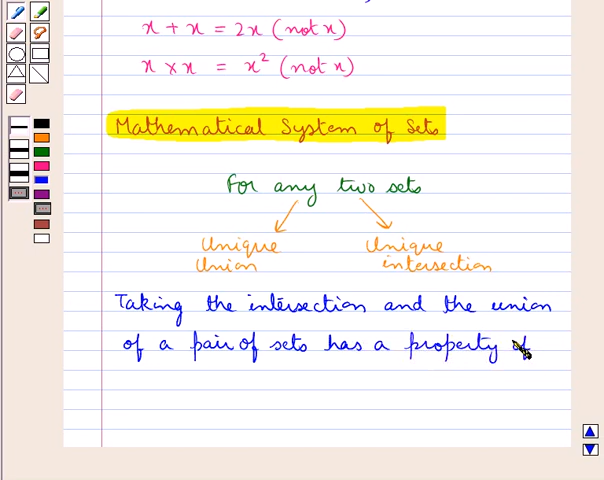 x + x = 2x (not x)
x × x = x² (not x)
Mathematical System of Sets
For any two sets
Unique Union
Unique intersection
Taking the intersection and the union
of a pair of sets has a property of